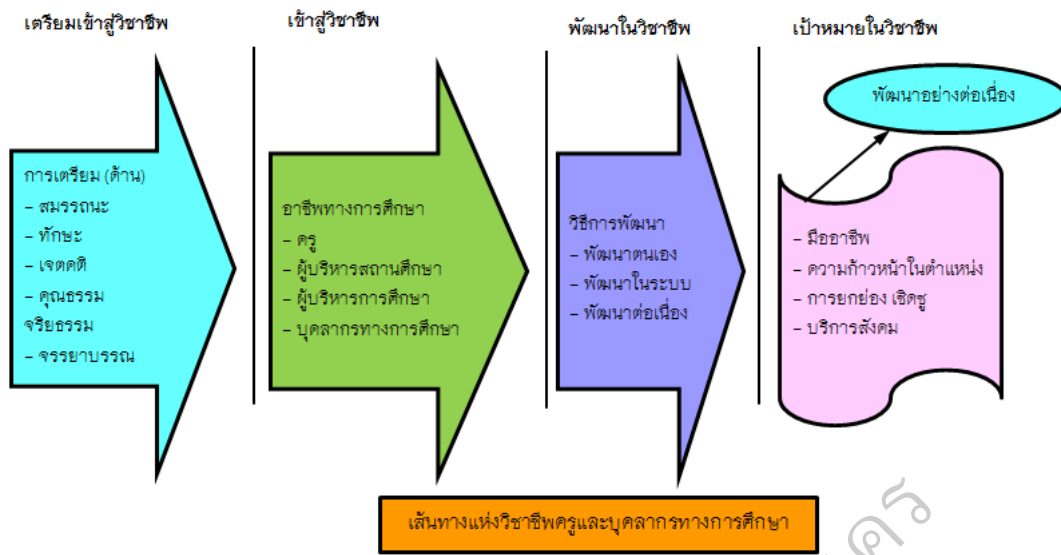 เตรียมเข้าสู่วิชาชีพ
เข้าสู่วิชาชีพ
พัฒนาในวิชาชีพ
เป้าหมายในวิชาชีพ
การเตรียม (ด้าน)
– สมรรถนะ
– ทักษะ
– เจตคติ
– คุณธรรม
จริยธรรม
– จรรยาบรรณ
อาชีพทางการศึกษา
– ครู
– ผู้บริหารสถานศึกษา
– ผู้บริหารการศึกษา
– บุคลากรทางการศึกษา
วิธีการพัฒนา
– พัฒนาตนเอง
– พัฒนาในระบบ
– พัฒนาต่อเนื่อง
พัฒนาอย่างต่อเนื่อง
– มืออาชีพ
– ความก้าวหน้าในตำแหน่ง
– การยกย่อง เชิดชู
– บริการสังคม
เส้นทางแห่งวิชาชีพครูและบุคลากรทางการศึกษา